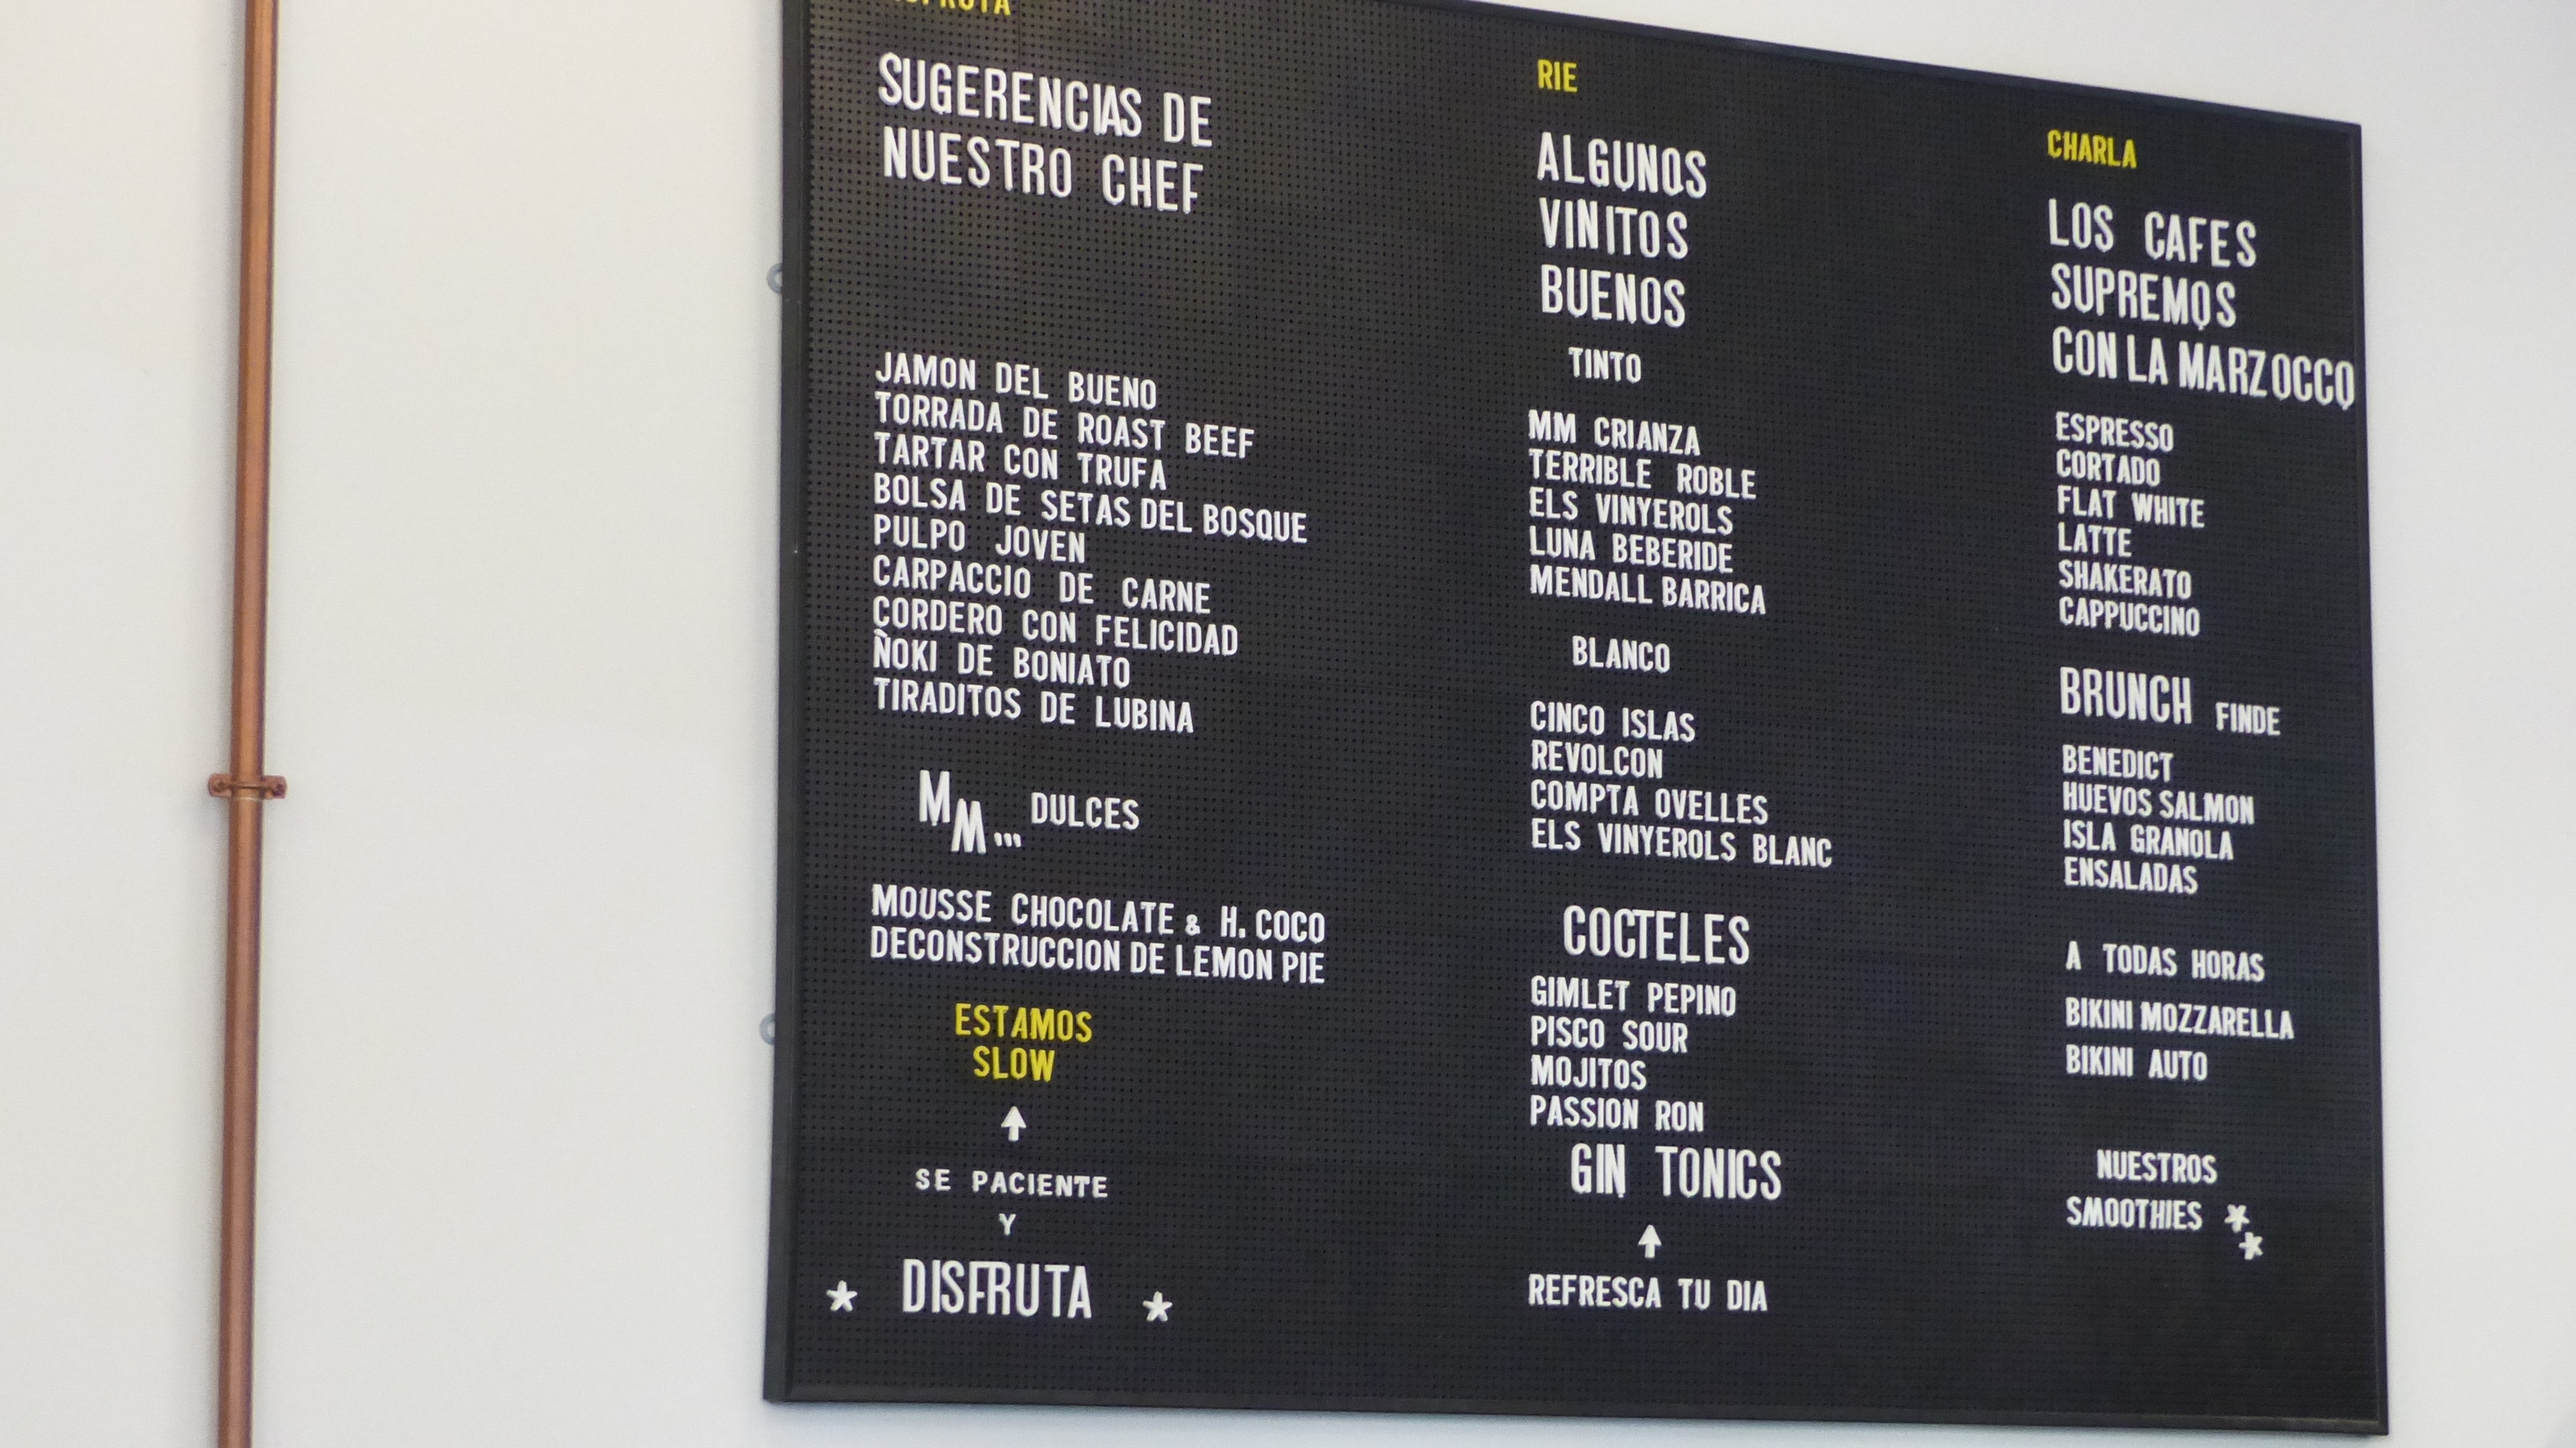 DISFRUTA
SUGERENCIAS DE
NUESTRO CHEF
JAMON DEL BUENO
TORRADA DE ROAST BEEF
TARTAR CON TRUFA
BOLSA DE SETAS DEL BOSQUE
PULPO JOVEN
CARPACCIO DE CARNE
CORDERO CON FELICIDAD
ÑOKI DE BONIATO
TIRADITOS DE LUBINA
MM... DULCES
MOUSSE CHOCOLATE & H. COCO
DECONSTRUCCION DE LEMON PIE
ESTAMOS
SLOW
↑
SE PACIENTE
Y
* DISFRUTA *
RIE
ALGUNOS
VINITOS
BUENOS
TINTO
MM CRIANZA
TERRIBLE ROBLE
ELS VINYEROLS
LUNA BEBERIDE
MENDALL BARRICA
BLANCO
CINCO ISLAS
REVOLCON
COMPTA OVELLES
ELS VINYEROLS BLANC
COCTELES
GIMLET PEPINO
PISCO SOUR
MOJITOS
PASSION RON
GIN TONICS
↑
REFRESCA TU DIA
CHARLA
LOS CAFES
SUPREMOS
CON LA MARZOCCO
ESPRESSO
CORTADO
FLAT WHITE
LATTE
SHAKERATO
CAPPUCCINO
BRUNCH FINDE
BENEDICT
HUEVOS SALMON
ISLA GRANOLA
ENSALADAS
A TODAS HORAS
BIKINI MOZZARELLA
BIKINI AUTO
NUESTROS
SMOOTHIES **